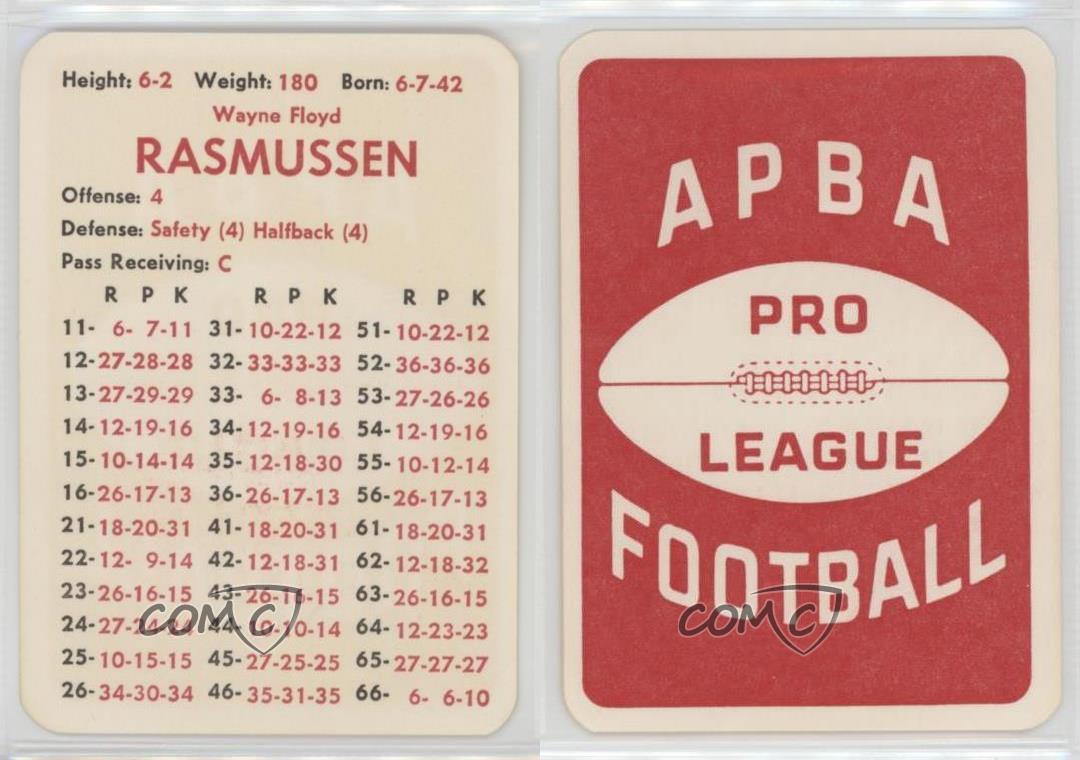 Height: 6-2 Weight: 180 Born: 6-7-42
Wayne Floyd
RASMUSSEN
Offense: 4
Defense: Safety (4) Halfback (4)
Pass Receiving: C
R P K R P K R P K
11- 6- 7-11 31-10-22-12 51-10-22-12
12-27-28-28 32-33-33-33 52-36-36-36
13-27-29-29 33- 6- 8-13 53-27-26-26
14-12-19-16 34-12-19-16 54-12-19-16
15-10-14-14 35-12-18-30 55-10-12-14
16-26-17-13 36-26-17-13 56-26-17-13
21-18-20-31 41-18-20-31 61-18-20-31
22-12- 9-14 42-12-18-31 62-12-18-32
23-26-16-15 43-26-16-15 63-26-16-15
24-27- 44- 14 64-12-23-23
25-10-15-15 45-27-25-25 65-27-27-27
26-34-30-34 46-35-31-35 66- 6- 6-10
COMC
APBA
PRO
LEAGUE
FOOTBALL
COMC